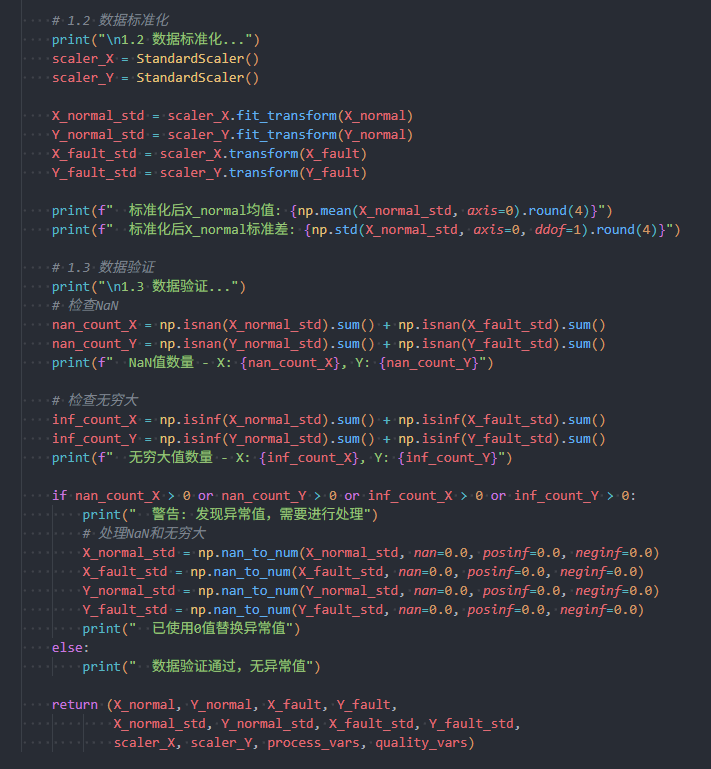 # 1.2 数据标准化
print("\n1.2 数据标准化...")
scaler_X = StandardScaler()
scaler_Y = StandardScaler()
X_normal_std = scaler_X.fit_transform(X_normal)
Y_normal_std = scaler_Y.fit_transform(Y_normal)
X_fault_std = scaler_X.transform(X_fault)
Y_fault_std = scaler_Y.transform(Y_fault)
print(f"  标准化后X_normal均值: {np.mean(X_normal_std, axis=0).round(4)}")
print(f"  标准化后X_normal标准差: {np.std(X_normal_std, axis=0, ddof=1).round(4)}")
# 1.3 数据验证
print("\n1.3 数据验证...")
# 检查NaN
nan_count_X = np.isnan(X_normal_std).sum() + np.isnan(X_fault_std).sum()
nan_count_Y = np.isnan(Y_normal_std).sum() + np.isnan(Y_fault_std).sum()
print(f"  NaN值数量 - X: {nan_count_X}, Y: {nan_count_Y}")
# 检查无穷大
inf_count_X = np.isinf(X_normal_std).sum() + np.isinf(X_fault_std).sum()
inf_count_Y = np.isinf(Y_normal_std).sum() + np.isinf(Y_fault_std).sum()
print(f"  无穷大值数量 - X: {inf_count_X}, Y: {inf_count_Y}")
if nan_count_X > 0 or nan_count_Y > 0 or inf_count_X > 0 or inf_count_Y > 0:
print("  警告: 发现异常值，需要进行处理")
# 处理NaN和无穷大
X_normal_std = np.nan_to_num(X_normal_std, nan=0.0, posinf=0.0, neginf=0.0)
X_fault_std = np.nan_to_num(X_fault_std, nan=0.0, posinf=0.0, neginf=0.0)
Y_normal_std = np.nan_to_num(Y_normal_std, nan=0.0, posinf=0.0, neginf=0.0)
Y_fault_std = np.nan_to_num(Y_fault_std, nan=0.0, posinf=0.0, neginf=0.0)
print("  已使用0值替换异常值")
else:
print("  数据验证通过，无异常值")
return (X_normal, Y_normal, X_fault, Y_fault,
X_normal_std, Y_normal_std, X_fault_std, Y_fault_std,
scaler_X, scaler_Y, process_vars, quality_vars)